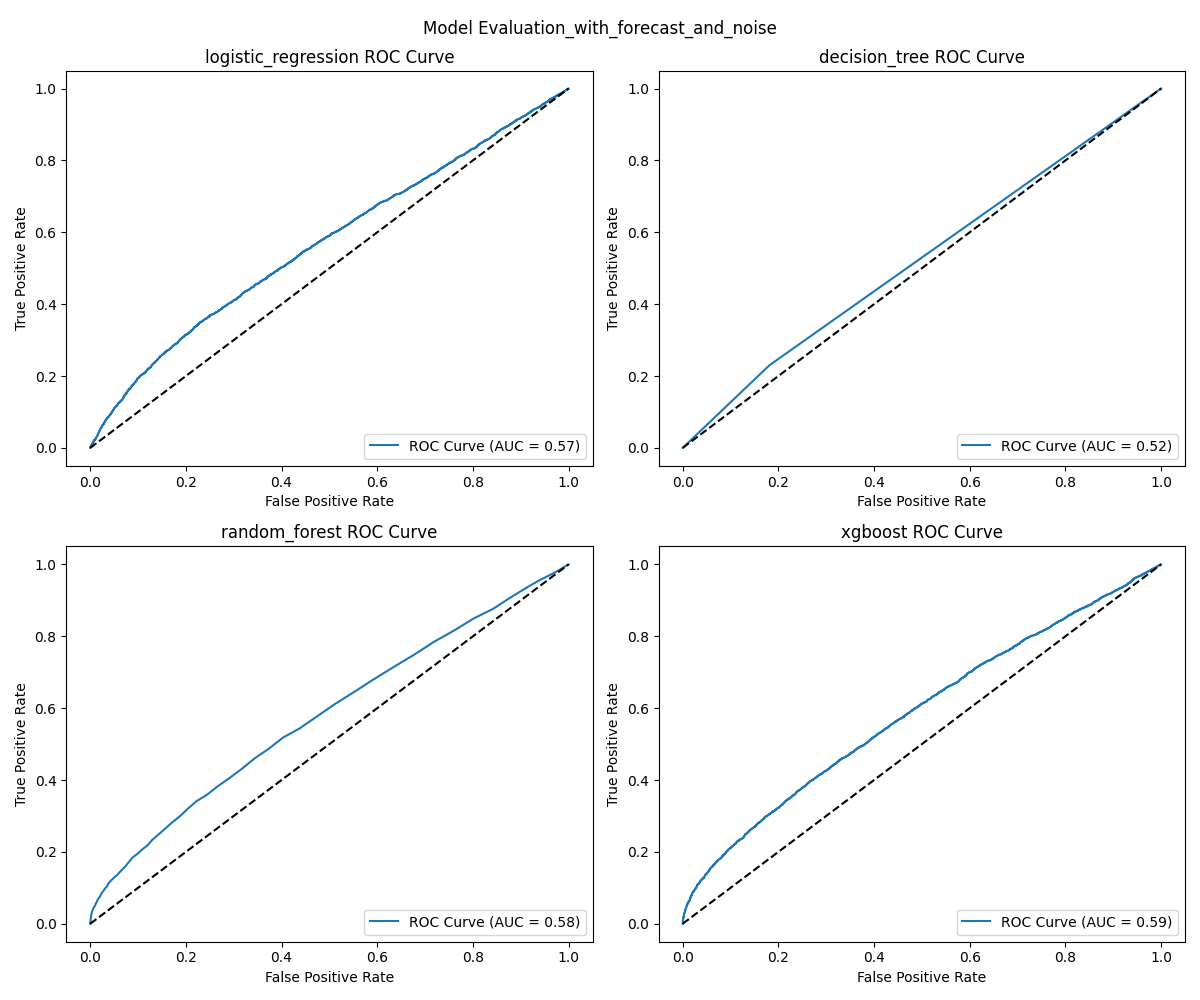 Model Evaluation_with_forecast_and_noise
logistic_regression ROC Curve
1.0
0.8
0.6
0.4
0.2
0.0
True Positive Rate
ROC Curve (AUC = 0.57)
0.0 0.2 0.4 0.6 0.8 1.0
False Positive Rate
decision_tree ROC Curve
1.0
0.8
0.6
0.4
0.2
0.0
True Positive Rate
ROC Curve (AUC = 0.52)
0.0 0.2 0.4 0.6 0.8 1.0
False Positive Rate
random_forest ROC Curve
1.0
0.8
0.6
0.4
0.2
0.0
True Positive Rate
ROC Curve (AUC = 0.58)
0.0 0.2 0.4 0.6 0.8 1.0
False Positive Rate
xgboost ROC Curve
1.0
0.8
0.6
0.4
0.2
0.0
True Positive Rate
ROC Curve (AUC = 0.59)
0.0 0.2 0.4 0.6 0.8 1.0
False Positive Rate